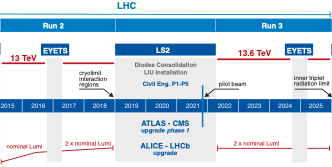 LHC
Run 2
Run 3
EYETS
LS2
EYETS
13 TeV
13.6 TeV
Diodes Consolidation
LIU Installation
Civil Eng. P1-P5
cryolimit
interaction
regions
pilot beam
inner triplet
radiation limit
2015 2016 2017 2018 2019 2020 2021 2022 2023 2024 2025
ATLAS - CMS
upgrade phase 1
ALICE - LHCb
upgrade
nominal Lumi
2 x nominal Lumi
2 x nominal Lumi